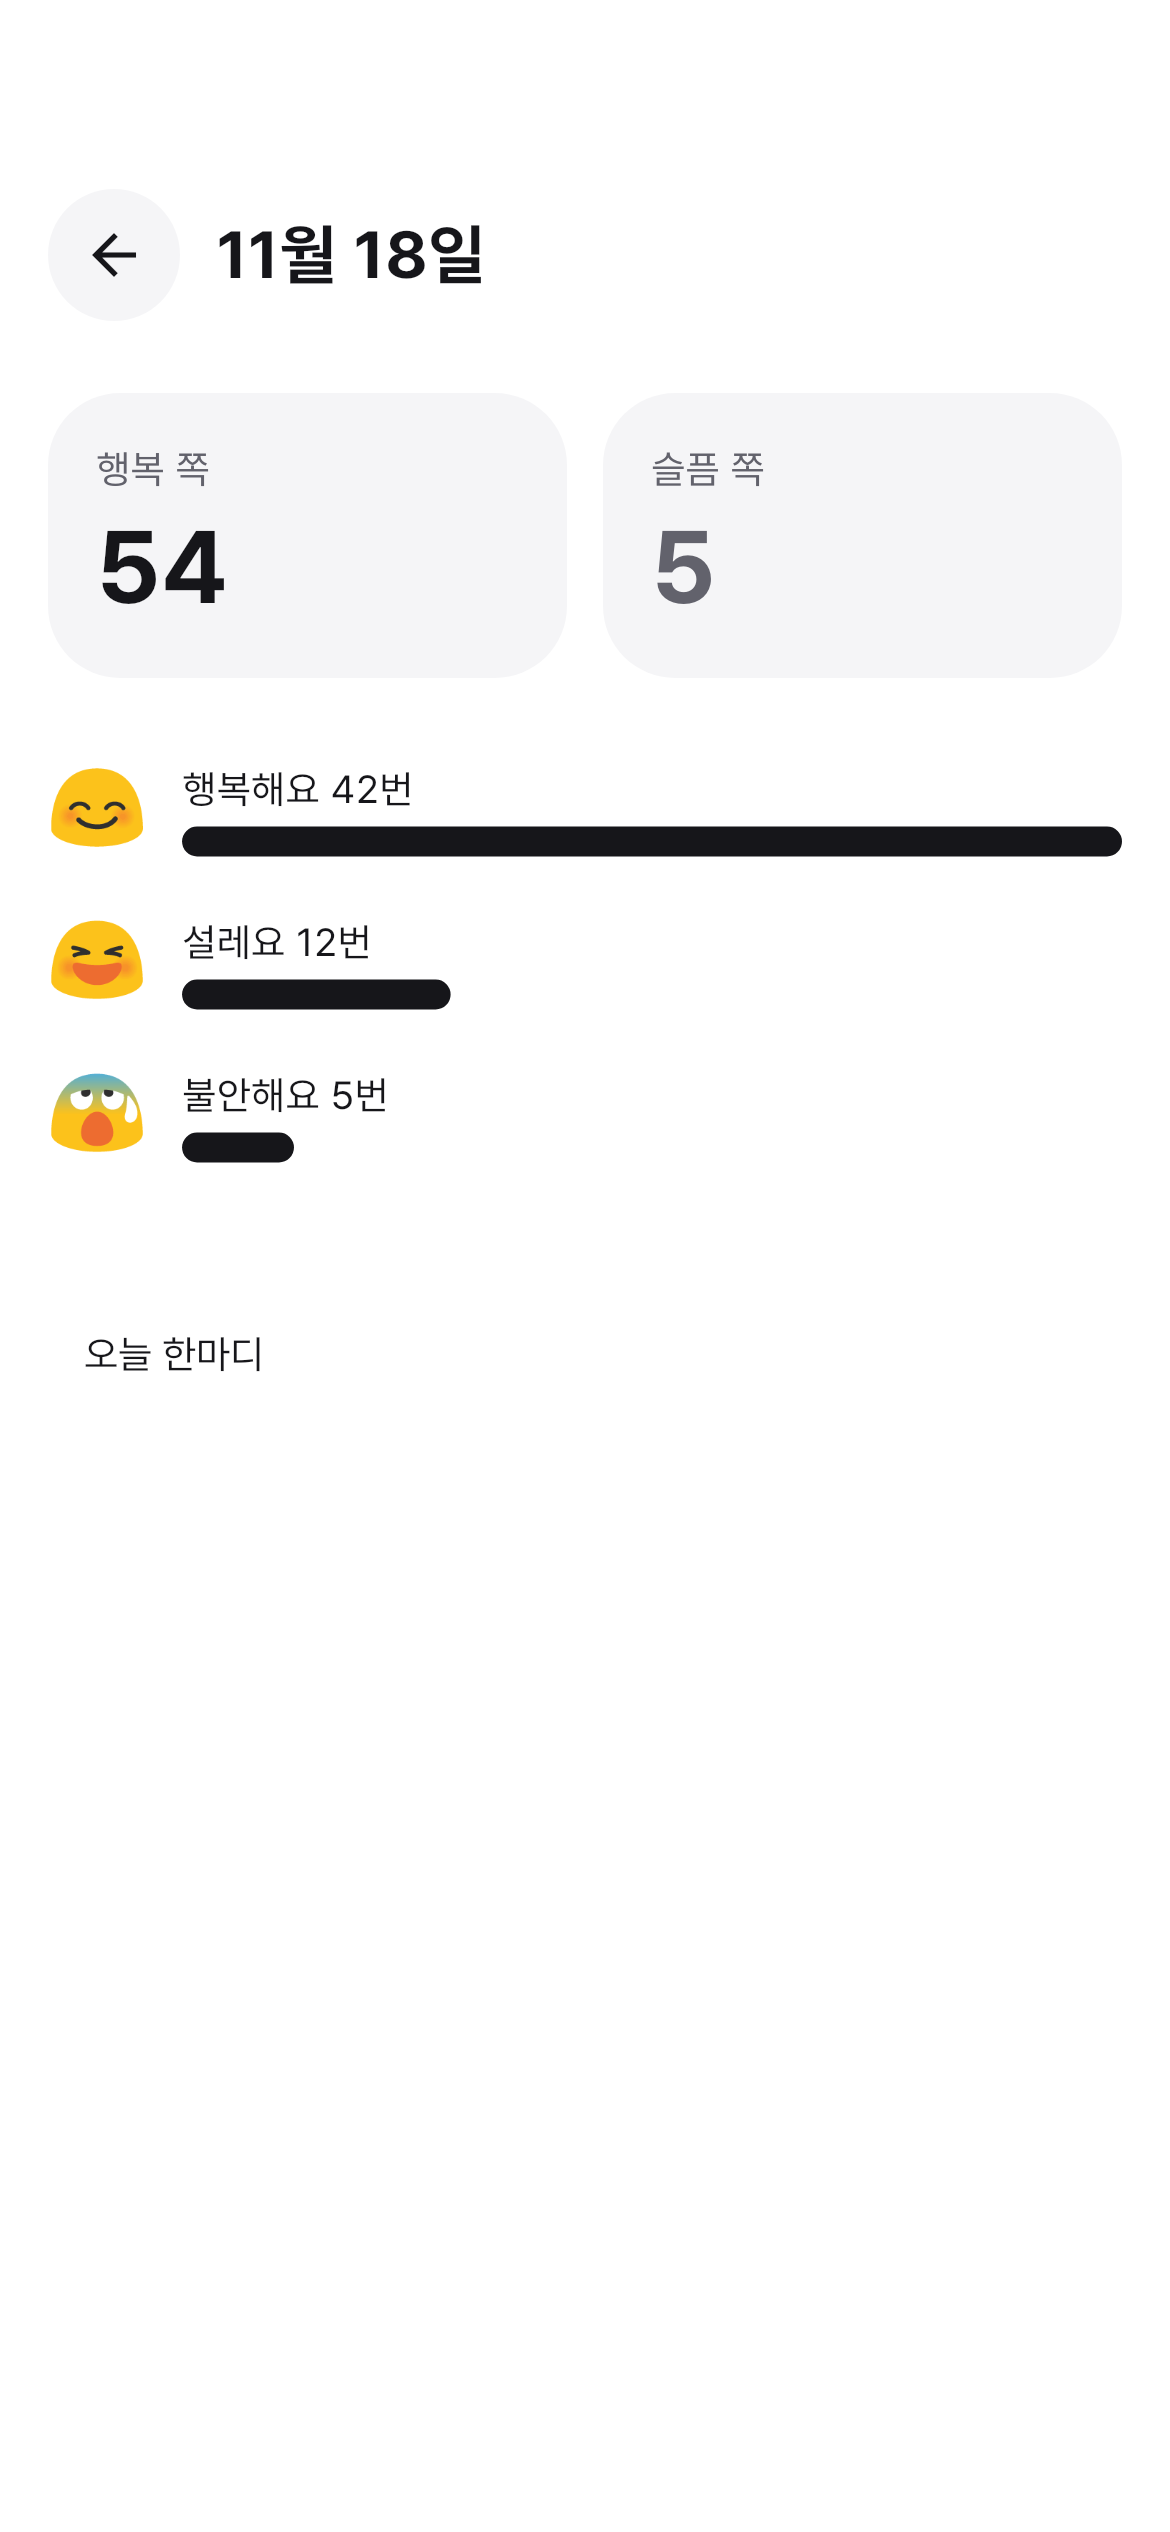 11월 18일
행복 쪽
54
슬픔 쪽
5
행복해요 42번
설레요 12번
불안해요 5번
오늘 한마디